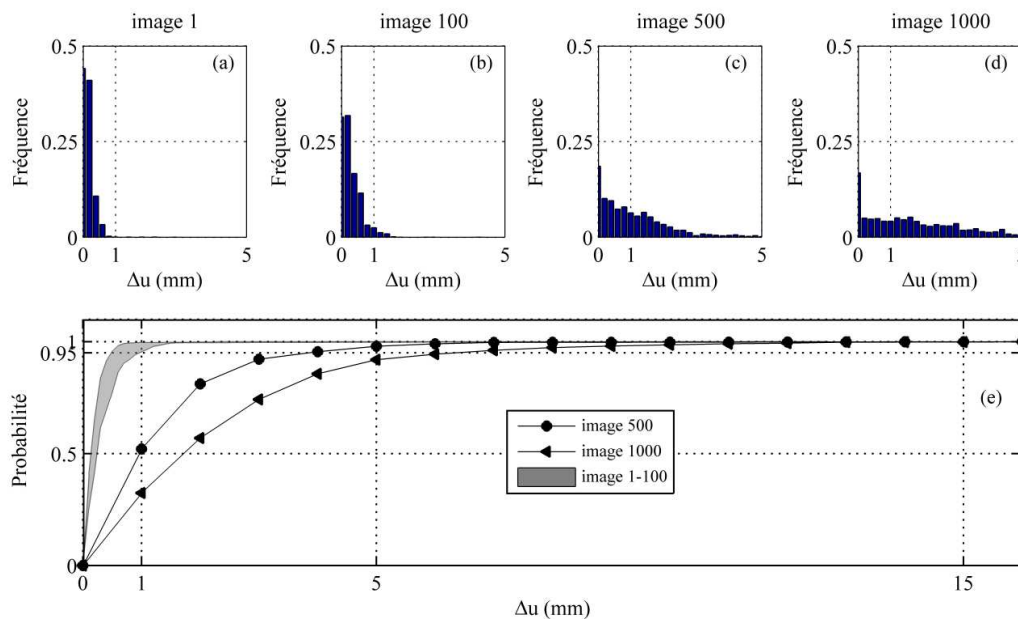 image 1
image 100
image 500
image 1000
0.5
(a)
Fréquence
0.25
0
0
1
5
Δu (mm)
0.5
(b)
Fréquence
0.25
0
0
1
5
Δu (mm)
0.5
(c)
Fréquence
0.25
0
0
1
5
Δu (mm)
0.5
(d)
Fréquence
0.25
0
0
1
Δu (mm)
1
0.95
(e)
Probabilité
0.5
0
image 500
image 1000
image 1-100
0
1
5
15
Δu (mm)